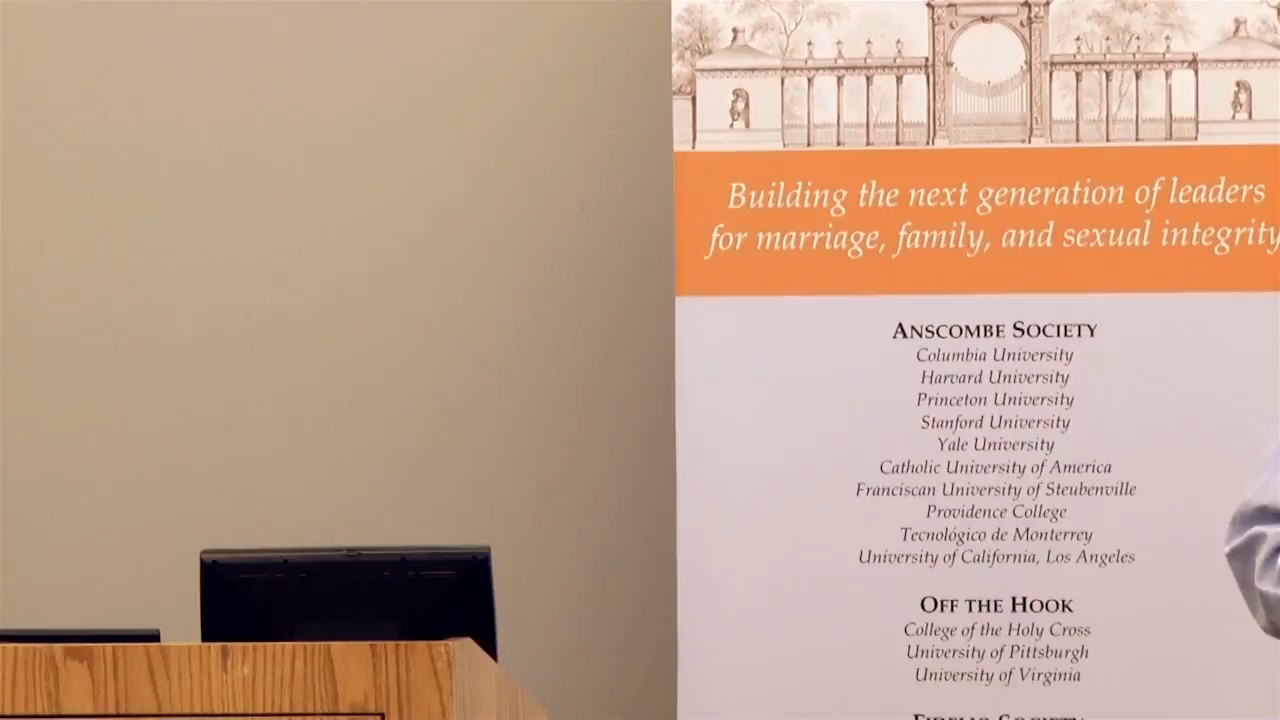 Building the next generation of leaders
for marriage, family, and sexual integrity
ANSCOMBE SOCIETY
Columbia University
Harvard University
Princeton University
Stanford University
Yale University
Catholic University of America
Franciscan University of Steubenville
Providence College
Tecnológico de Monterrey
University of California, Los Angeles
OFF THE HOOK
College of the Holy Cross
University of Pittsburgh
University of Virginia
FIDELIO SOCIETY